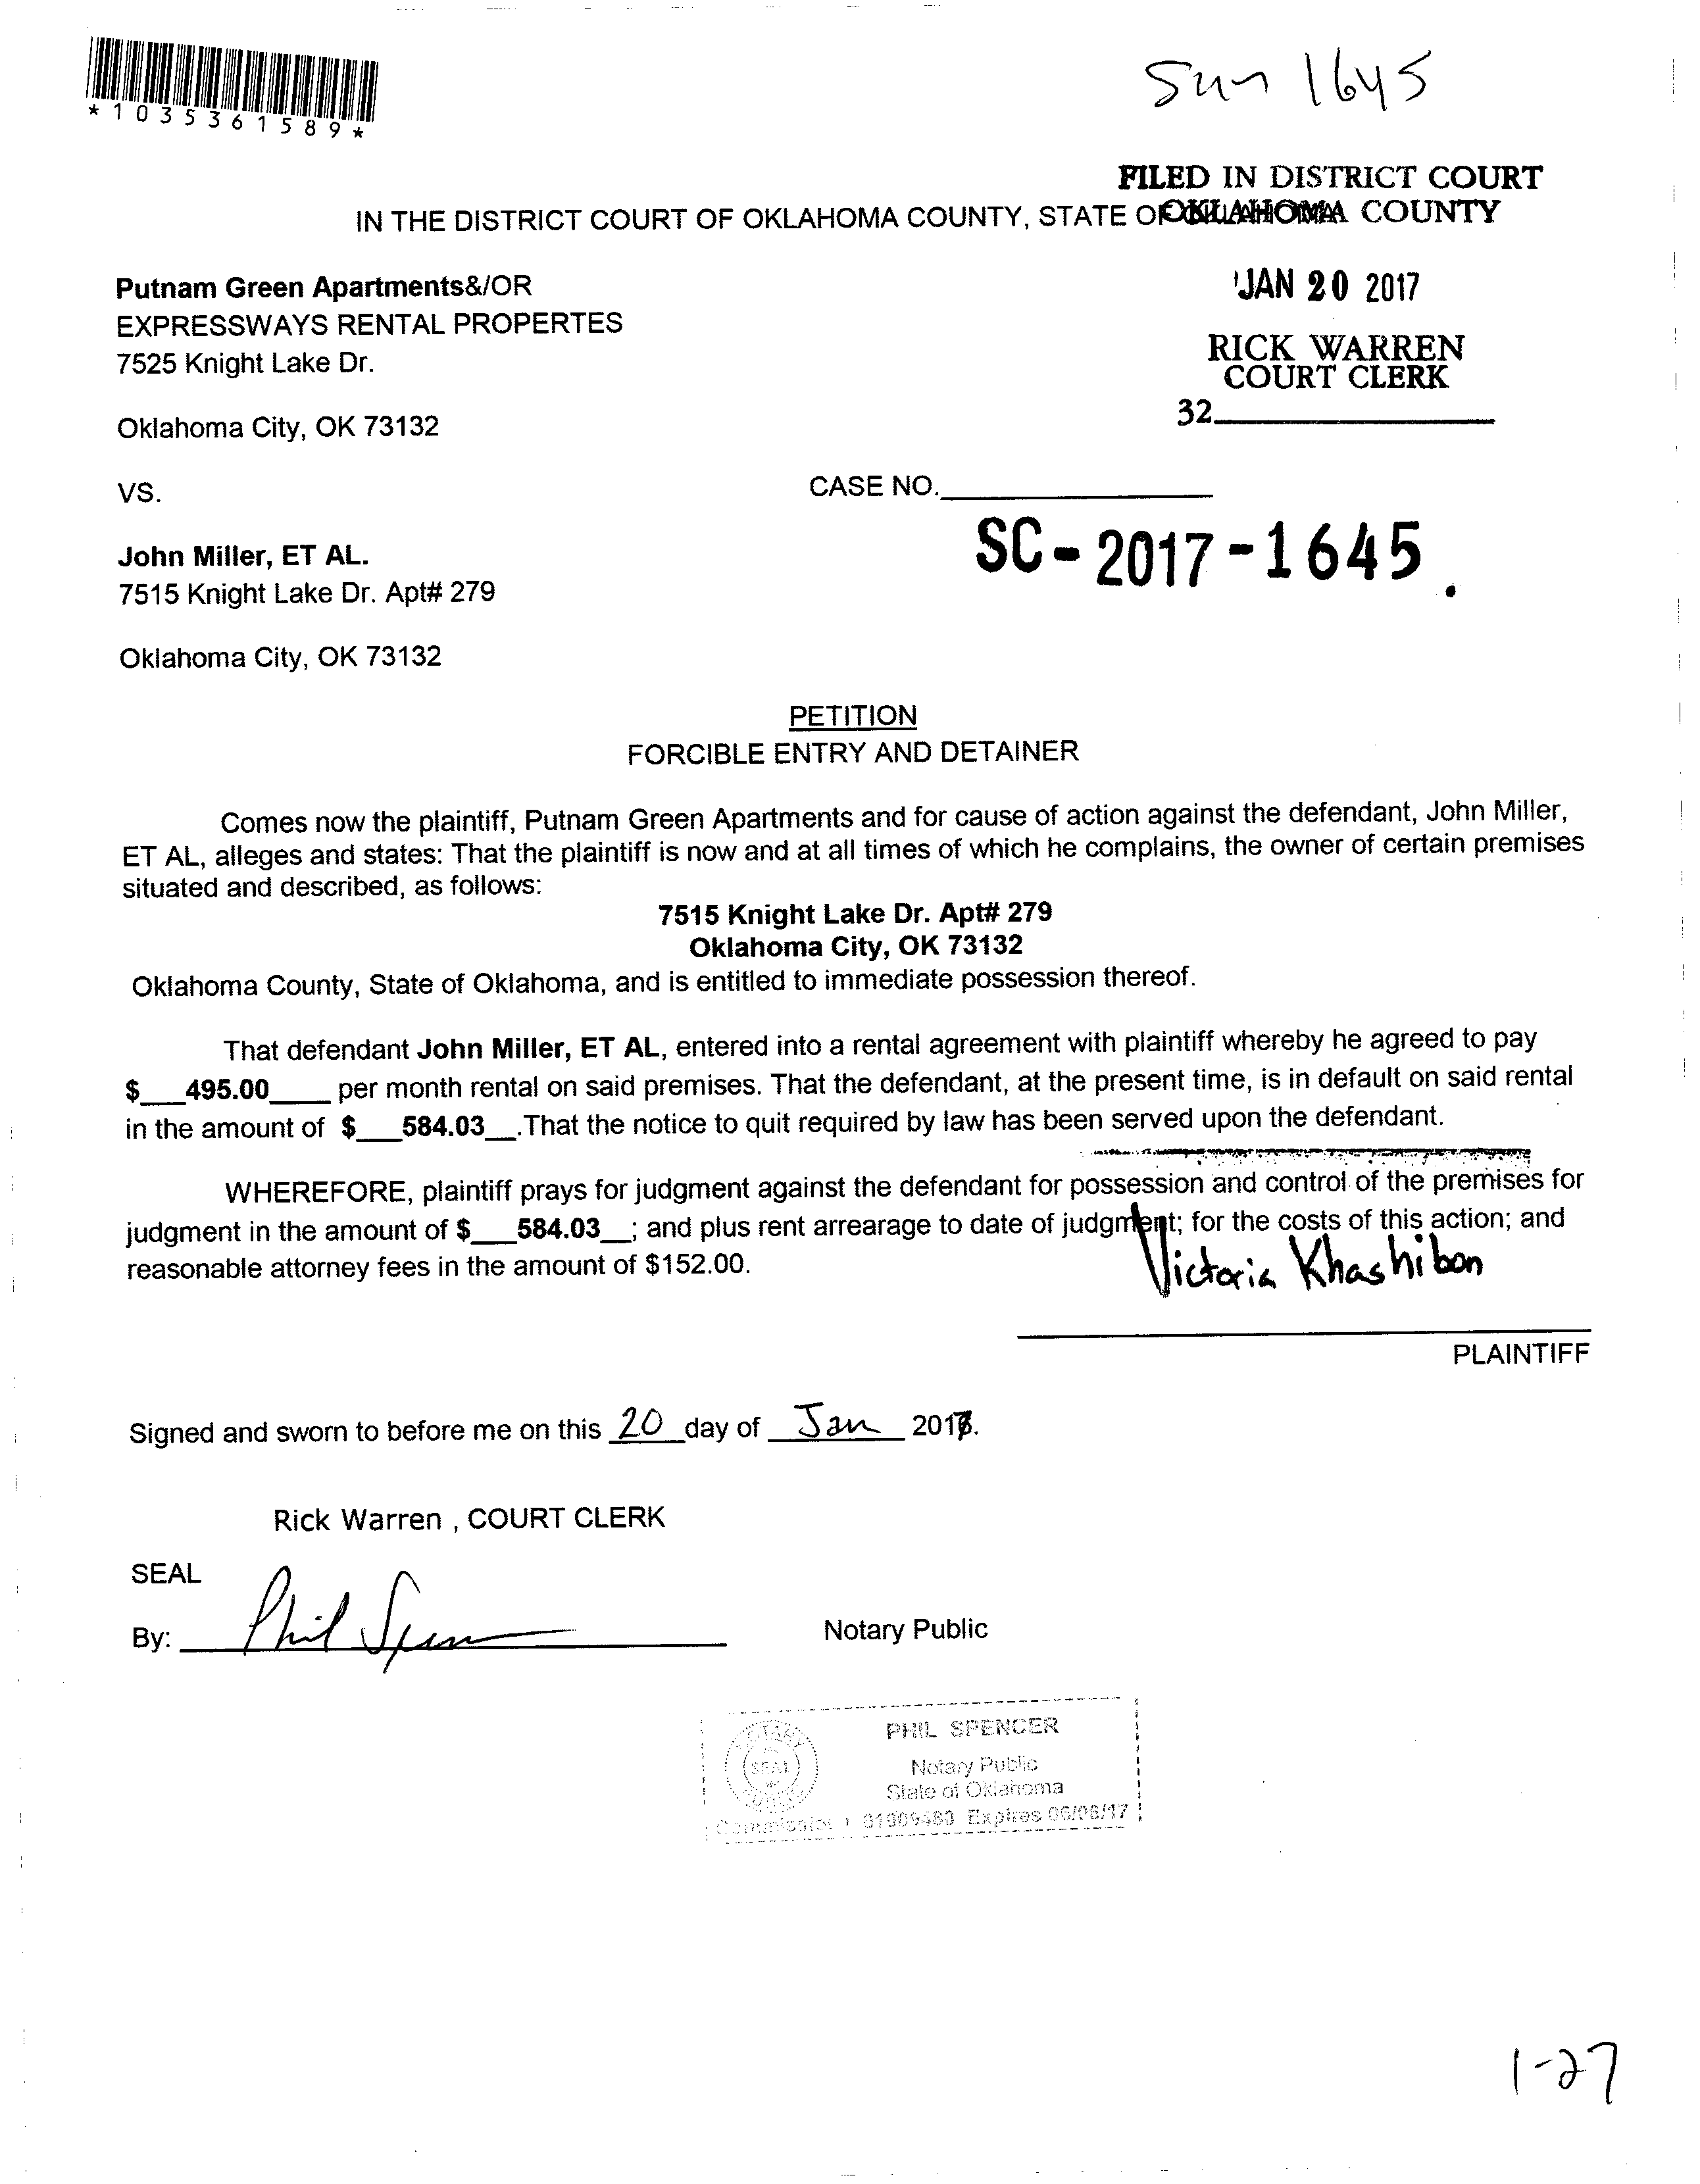 *1035361589*
Sun 1645
FILED IN DISTRICT COURT
OKLAHOMA COUNTY
IN THE DISTRICT COURT OF OKLAHOMA COUNTY, STATE OF OKLAHOMA
Putnam Green Apartments&/OR
EXPRESSWAYS RENTAL PROPERTES
7525 Knight Lake Dr.
Oklahoma City, OK 73132
JAN 20 2017
RICK WARREN
COURT CLERK
32
VS.
CASE NO.
SC-2017-1645
John Miller, ET AL.
7515 Knight Lake Dr. Apt# 279
Oklahoma City, OK 73132
PETITION
FORCIBLE ENTRY AND DETAINER
Comes now the plaintiff, Putnam Green Apartments and for cause of action against the defendant, John Miller,
ET AL, alleges and states: That the plaintiff is now and at all times of which he complains, the owner of certain premises
situated and described, as follows:
7515 Knight Lake Dr. Apt# 279
Oklahoma City, OK 73132
Oklahoma County, State of Oklahoma, and is entitled to immediate possession thereof.
That defendant John Miller, ET AL, entered into a rental agreement with plaintiff whereby he agreed to pay
$___495.00____ per month rental on said premises. That the defendant, at the present time, is in default on said rental
in the amount of $___584.03__.That the notice to quit required by law has been served upon the defendant.
WHEREFORE, plaintiff prays for judgment against the defendant for possession and control of the premises for
judgment in the amount of $___584.03__; and plus rent arrearage to date of judgment; for the costs of this action; and
reasonable attorney fees in the amount of $152.00.
Victoria Khashibon
PLAINTIFF
Signed and sworn to before me on this 20 day of Jan 2017.
Rick Warren , COURT CLERK
SEAL
By: Phil Spencer
Notary Public
PHIL SPENCER
Notary Public
State of Oklahoma
Commission # 01009480 Expires 06/08/17
NOTARY
SEAL
PUBLIC
1-27